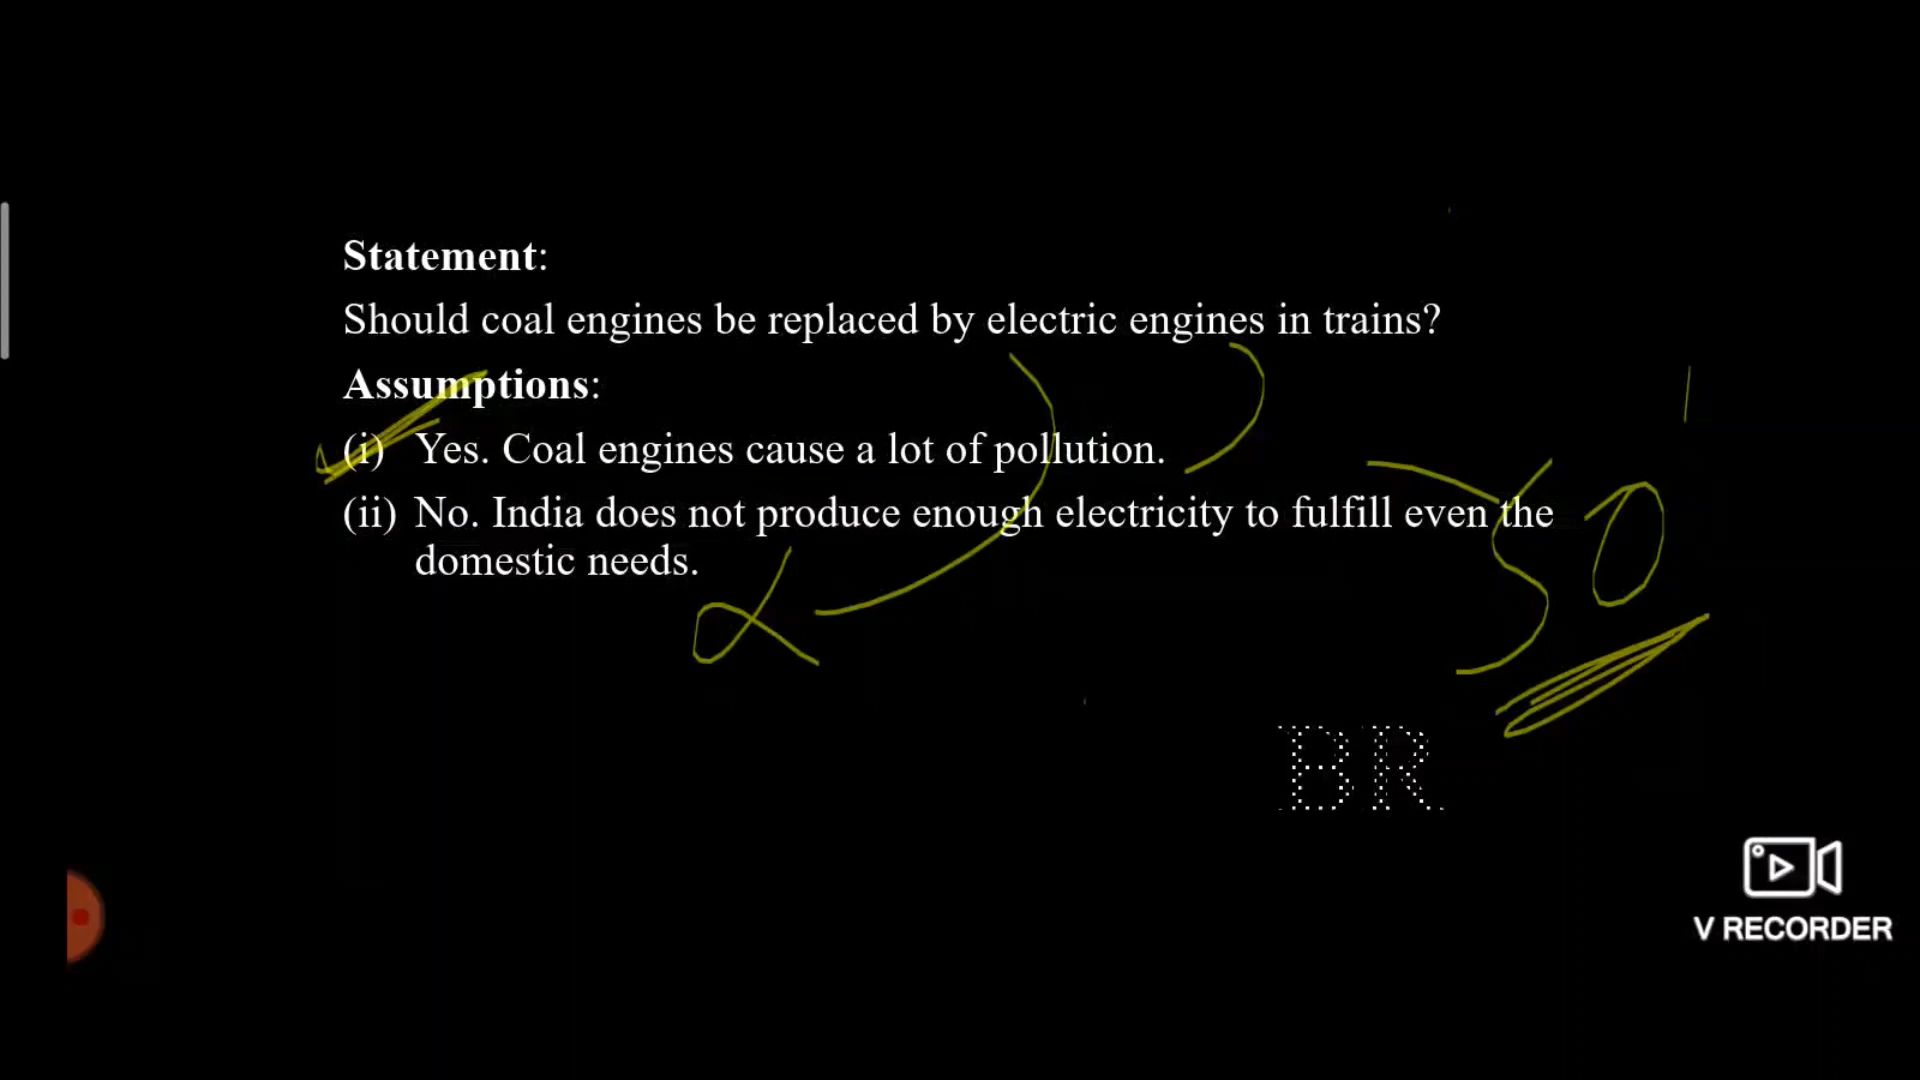 Statement:
Should coal engines be replaced by electric engines in trains?
Assumptions:
(i) Yes. Coal engines cause a lot of pollution.
(ii) No. India does not produce enough electricity to fulfill even the
domestic needs.
50
BR
V RECORDER